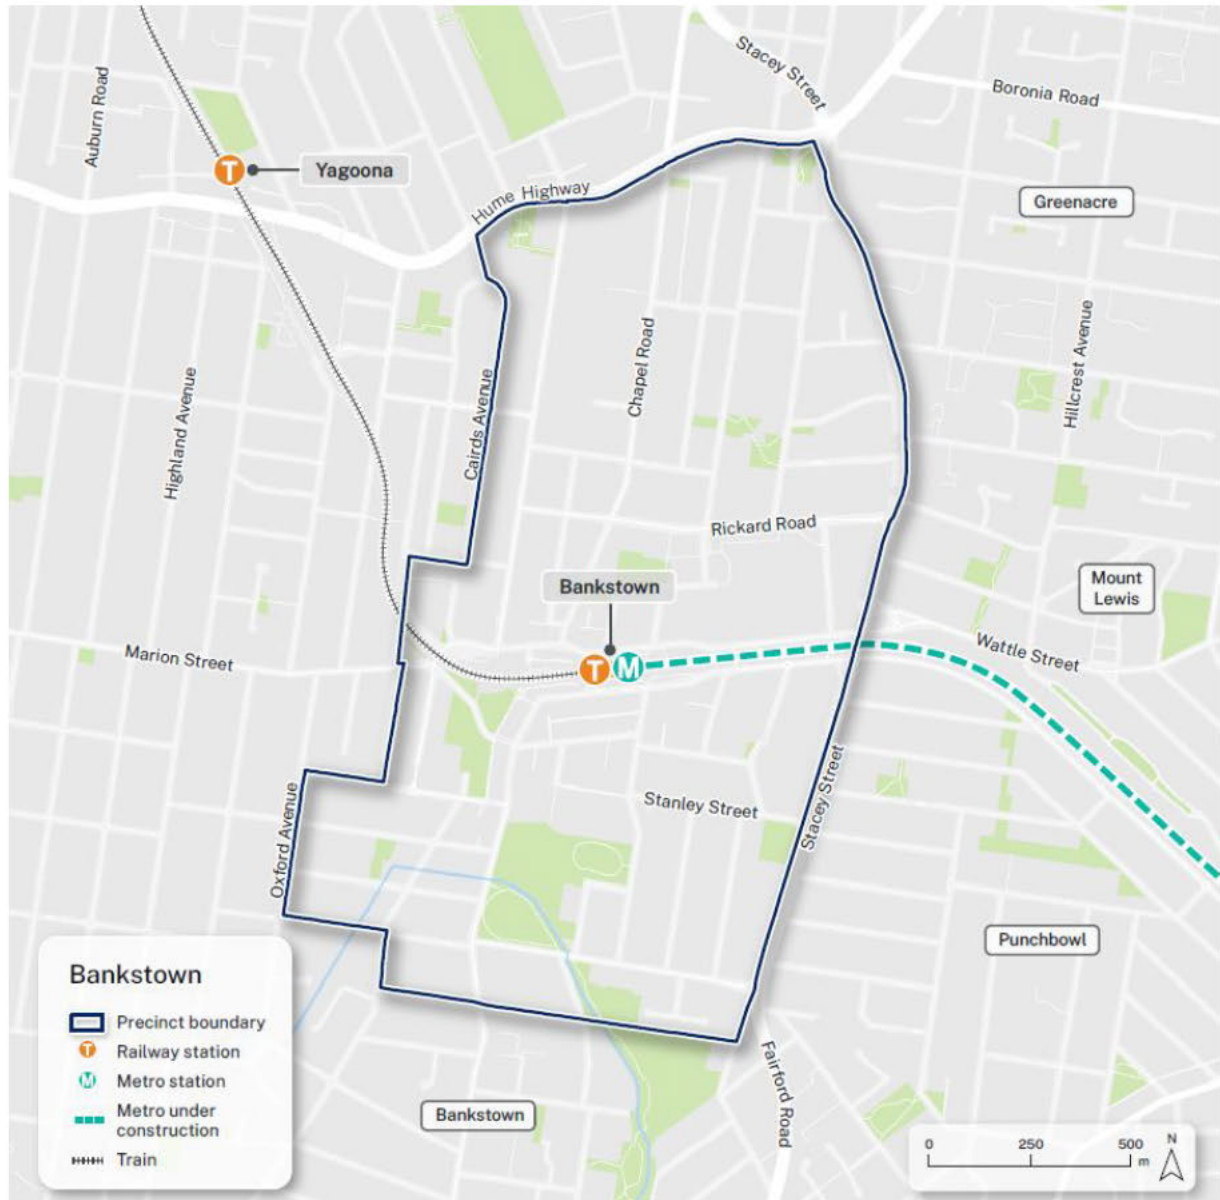 Stacey Street
Boronia Road
Auburn Road
T
Yagoona
Hume Highway
Greenacre
Chapel Road
Hillcrest Avenue
Highland Avenue
Cairds Avenue
Rickard Road
Bankstown
Mount
Lewis
Marion Street
T
M
Wattle Street
Stanley Street
Stacey Street
Oxford Avenue
Punchbowl
Bankstown
Precinct boundary
T
Railway station
M
Metro station
Metro under
construction
Train
Bankstown
Fairford Road
0 250 500
m
N